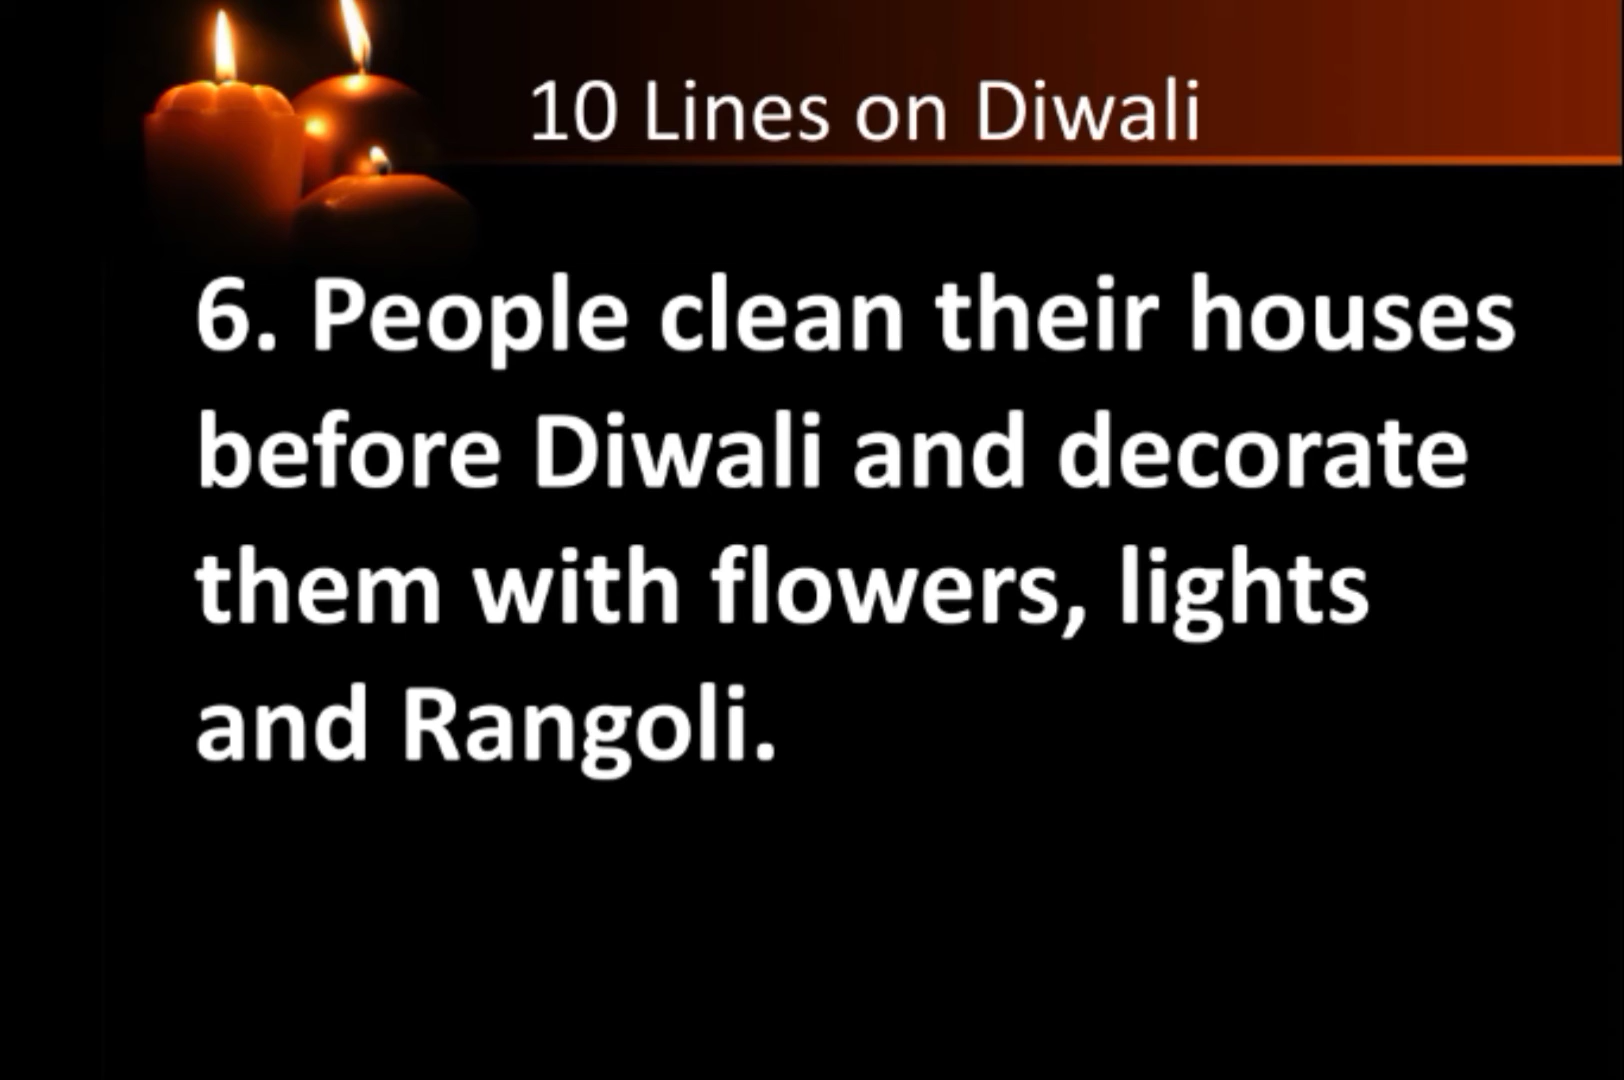 10 Lines on Diwali
6. People clean their houses
before Diwali and decorate
them with flowers, lights
and Rangoli.